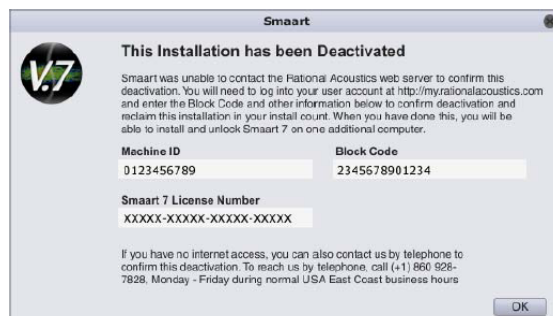 Smaart
V.7
This Installation has been Deactivated
Smaart was unable to contact the Rational Acoustics web server to confirm this
deactivation. You will need to log into your user account at http://my.rationalacoustics.com
and enter the Block Code and other information below to confirm deactivation and
reclaim this installation in your install count. When you have done this, you will be
able to install and unlock Smaart 7 on one additional computer.
Machine ID
Block Code
0123456789
2345678901234
Smaart 7 License Number
XXXXX-XXXXX-XXXXX-XXXXX
If you have no internet access, you can also contact us by telephone to
confirm this deactivation. To reach us by telephone, call (+1) 860 928-
7828, Monday - Friday during normal USA East Coast business hours
OK